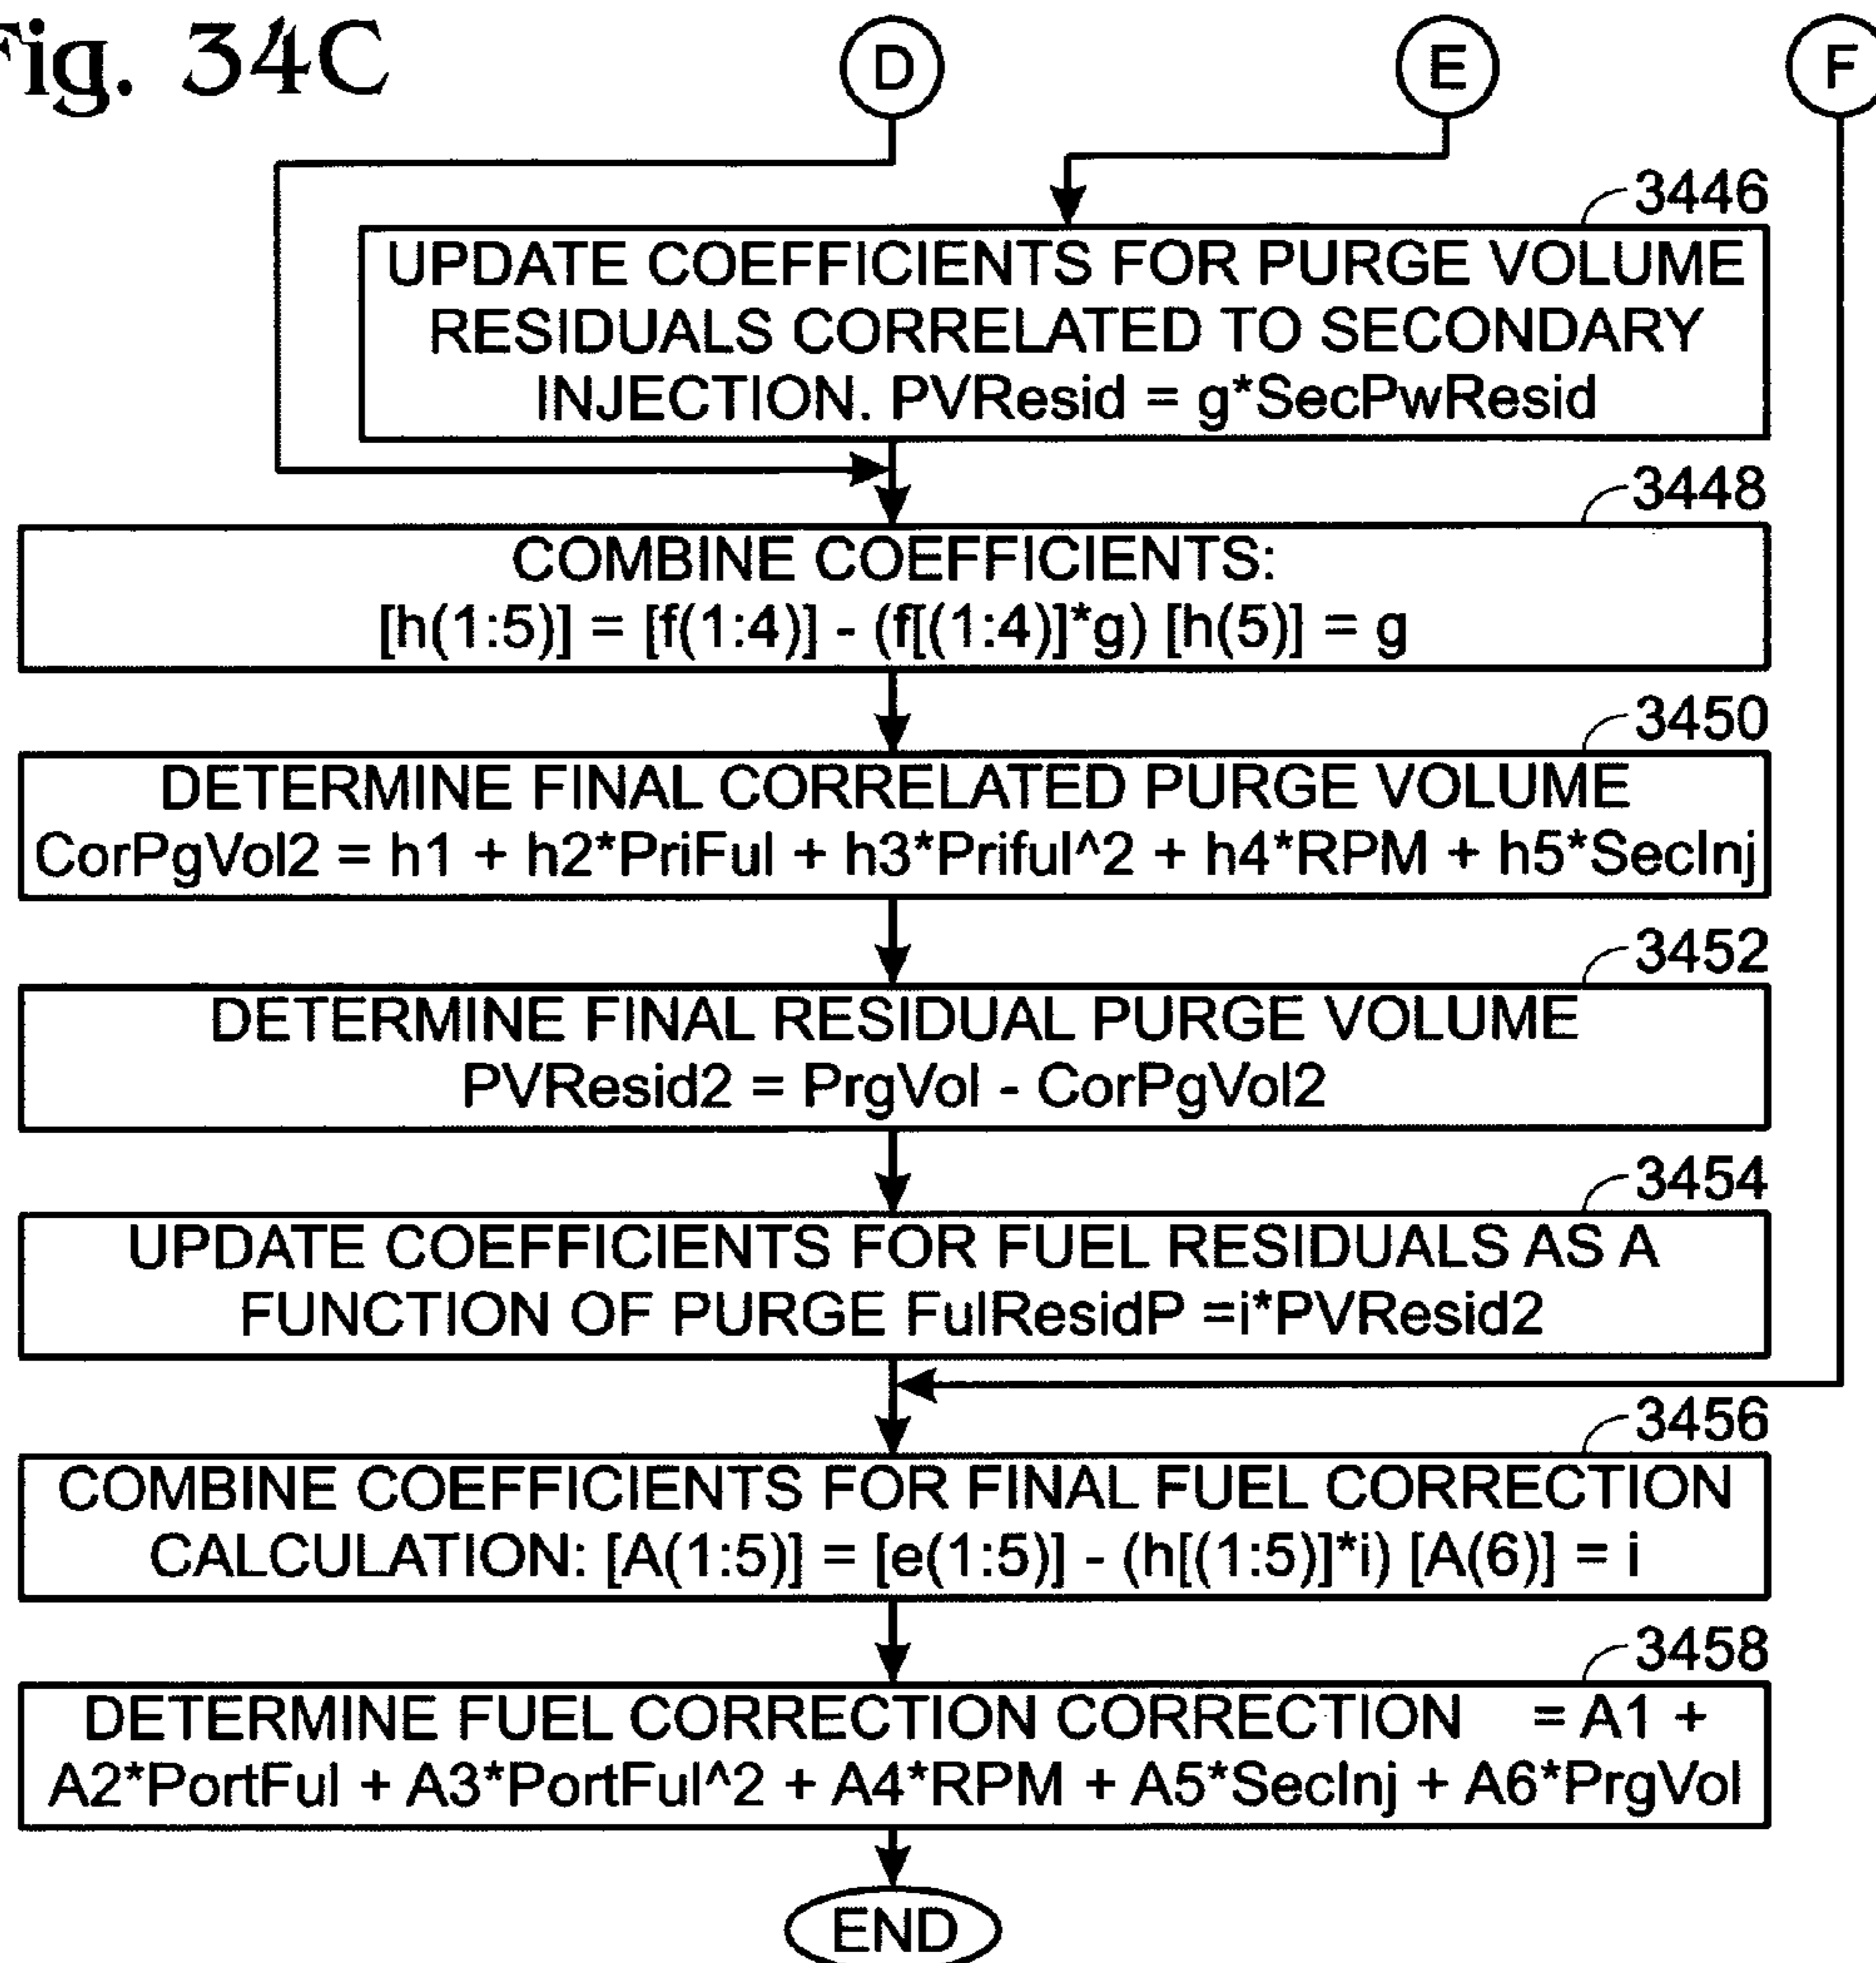 Fig. 34C
D
E
F
3446
UPDATE COEFFICIENTS FOR PURGE VOLUME
RESIDUALS CORRELATED TO SECONDARY
INJECTION. PVResid = g*SecPwResid
3448
COMBINE COEFFICIENTS:
[h(1:5)] = [f(1:4)] - (f[(1:4)]*g) [h(5)] = g
3450
DETERMINE FINAL CORRELATED PURGE VOLUME
CorPgVol2 = h1 + h2*PriFul + h3*Priful^2 + h4*RPM + h5*SecInj
3452
DETERMINE FINAL RESIDUAL PURGE VOLUME
PVResid2 = PrgVol - CorPgVol2
3454
UPDATE COEFFICIENTS FOR FUEL RESIDUALS AS A
FUNCTION OF PURGE FulResidP =i*PVResid2
3456
COMBINE COEFFICIENTS FOR FINAL FUEL CORRECTION
CALCULATION: [A(1:5)] = [e(1:5)] - (h[(1:5)]*i) [A(6)] = i
3458
DETERMINE FUEL CORRECTION CORRECTION = A1 +
A2*PortFul + A3*PortFul^2 + A4*RPM + A5*SecInj + A6*PrgVol
END